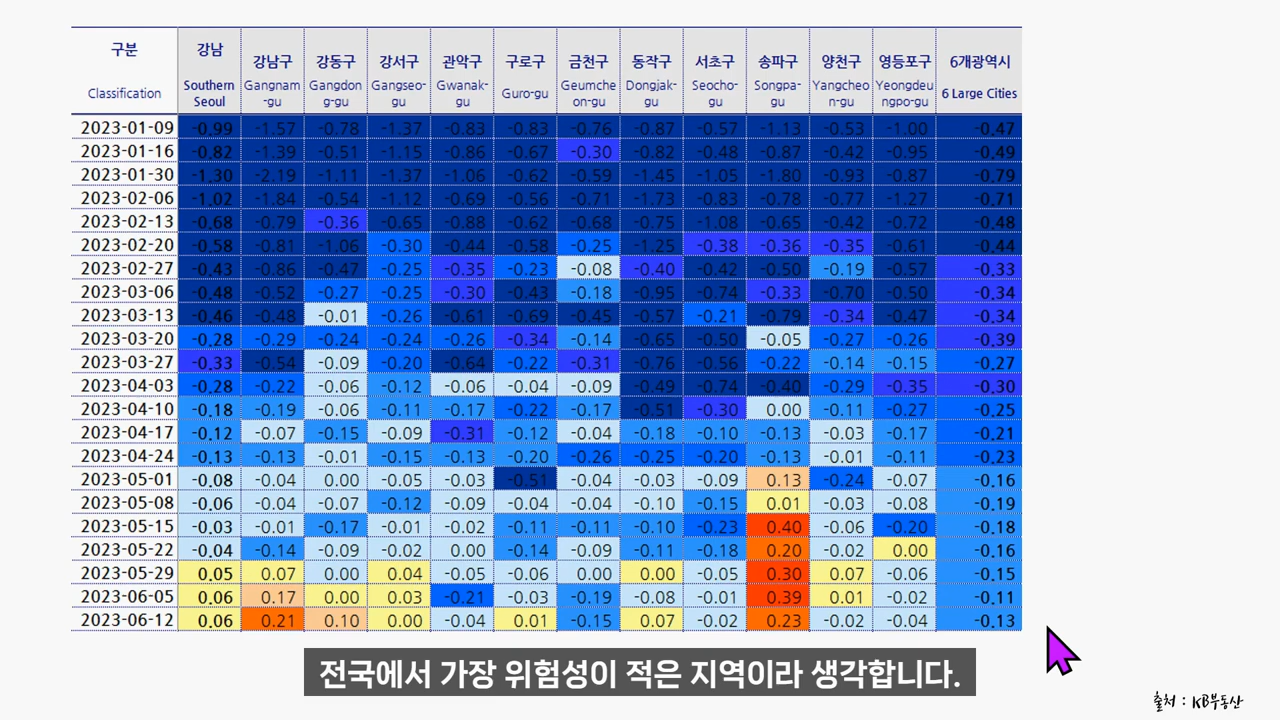 구분 강남 강남구 강동구 강서구 관악구 구로구 금천구 동작구 서초구 송파구 양천구 영등포구 6개광역시
Classification Southern Seoul Gangnam-gu Gangdong-gu Gangseo-gu Gwanak-gu Guro-gu Geumcheon-gu Dongjak-gu Seocho-gu Songpa-gu Yangcheon-gu Yeongdeungpo-gu 6 Large Cities
2023-01-09 -0.99 -1.57 -0.78 -1.37 -0.83 -0.83 -0.76 -0.87 -0.57 -1.13 -0.53 -1.00 -0.47
2023-01-16 -0.82 -1.39 -0.51 -1.15 -0.86 -0.67 -0.30 -0.82 -0.48 -0.87 -0.42 -0.95 -0.49
2023-01-30 -1.30 -2.19 -1.11 -1.37 -1.06 -0.62 -0.59 -1.45 -1.05 -1.80 -0.93 -0.87 -0.79
2023-02-06 -1.02 -1.84 -0.54 -1.12 -0.69 -0.56 -0.71 -1.73 -0.83 -0.78 -0.77 -1.27 -0.71
2023-02-13 -0.68 -0.79 -0.36 -0.65 -0.88 -0.62 -0.68 -0.75 -1.08 -0.65 -0.42 -0.72 -0.48
2023-02-20 -0.58 -0.81 -1.06 -0.30 -0.44 -0.58 -0.25 -1.25 -0.38 -0.36 -0.35 -0.61 -0.44
2023-02-27 -0.43 -0.86 -0.47 -0.25 -0.35 -0.23 -0.08 -0.40 -0.42 -0.50 -0.19 -0.57 -0.33
2023-03-06 -0.48 -0.52 -0.27 -0.25 -0.30 -0.43 -0.18 -0.95 -0.74 -0.33 -0.70 -0.50 -0.34
2023-03-13 -0.46 -0.48 -0.01 -0.26 -0.61 -0.69 -0.45 -0.57 -0.21 -0.79 -0.34 -0.47 -0.34
2023-03-20 -0.28 -0.29 -0.24 -0.24 -0.26 -0.34 -0.14 -0.65 -0.50 -0.05 -0.27 -0.26 -0.39
2023-03-27 -0.33 -0.54 -0.09 -0.20 -0.64 -0.22 -0.31 -0.76 -0.56 -0.22 -0.14 -0.15 -0.27
2023-04-03 -0.28 -0.22 -0.06 -0.12 -0.06 -0.04 -0.09 -0.49 -0.74 -0.40 -0.29 -0.35 -0.30
2023-04-10 -0.18 -0.19 -0.06 -0.11 -0.17 -0.22 -0.17 -0.51 -0.30 0.00 -0.11 -0.27 -0.25
2023-04-17 -0.12 -0.07 -0.15 -0.09 -0.31 -0.12 -0.04 -0.18 -0.10 -0.13 -0.03 -0.17 -0.21
2023-04-24 -0.13 -0.13 -0.01 -0.15 -0.13 -0.20 -0.26 -0.25 -0.20 -0.13 -0.01 -0.11 -0.23
2023-05-01 -0.08 -0.04 0.00 -0.05 -0.03 -0.51 -0.04 -0.03 -0.09 0.13 -0.24 -0.07 -0.16
2023-05-08 -0.06 -0.04 -0.07 -0.12 -0.09 -0.04 -0.04 -0.10 -0.15 0.01 -0.03 -0.08 -0.19
2023-05-15 -0.03 -0.01 -0.17 -0.01 -0.02 -0.11 -0.11 -0.10 -0.23 0.40 -0.06 -0.20 -0.18
2023-05-22 -0.04 -0.14 -0.09 -0.02 0.00 -0.14 -0.09 -0.11 -0.18 0.20 -0.02 0.00 -0.16
2023-05-29 0.05 0.07 0.00 0.04 -0.05 -0.06 0.00 0.00 -0.05 0.30 0.07 -0.06 -0.15
2023-06-05 0.06 0.17 0.00 0.03 -0.21 -0.03 -0.19 -0.08 -0.01 0.39 0.01 -0.02 -0.11
2023-06-12 0.06 0.21 0.10 0.00 -0.04 0.01 -0.15 0.07 -0.02 0.23 -0.02 -0.04 -0.13
전국에서 가장 위험성이 적은 지역이라 생각합니다.
출처 : KB부동산